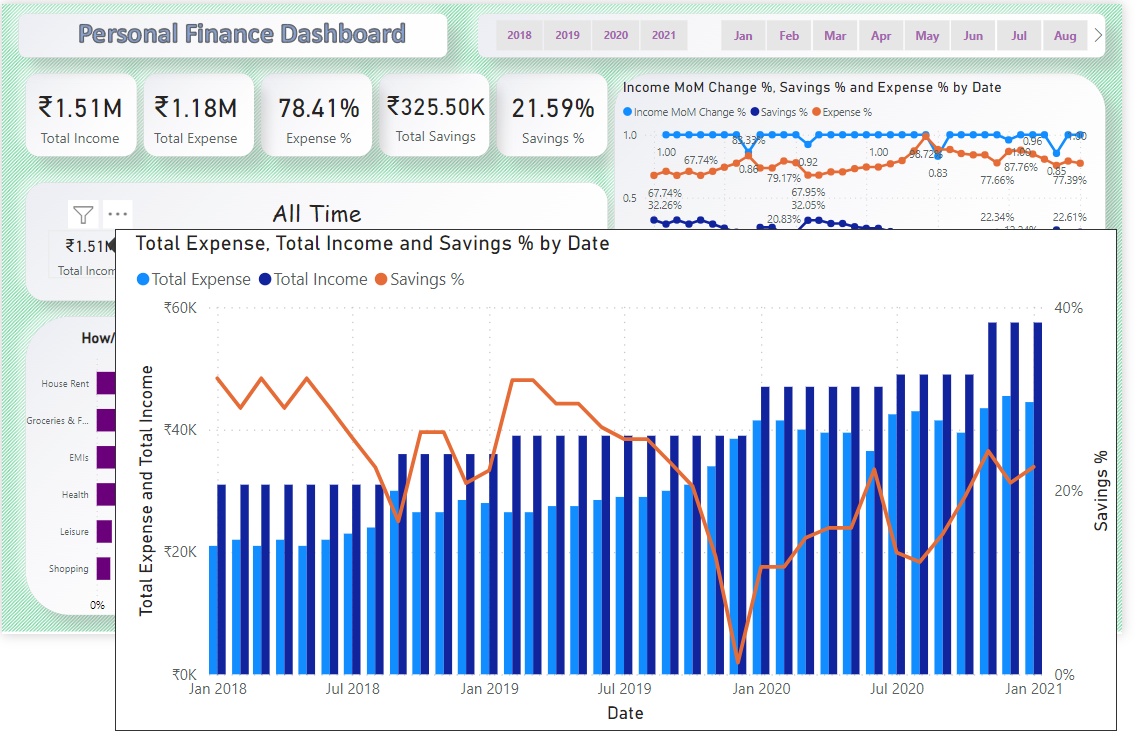 Personal Finance Dashboard
2018 2019 2020 2021 Jan Feb Mar Apr May Jun Jul Aug
₹1.51M
Total Income
₹1.18M
Total Expense
78.41%
Expense %
₹325.50K
Total Savings
21.59%
Savings %
Income MoM Change %, Savings % and Expense % by Date
Income MoM Change % Savings % Expense %
1.0
0.5
1.00
67.74%
83.33%
0.86
79.17%
0.92
1.00
98.72%
0.83
77.66%
0.96
1.00
87.76%
0.85
1.00
77.39%
67.74%
32.26%
20.83%
67.95%
32.05%
22.34%
22.61%
All Time
₹1.51
Total Incom
How/
House Rent
Groceries & F...
EMIs
Health
Leisure
Shopping
0%
Total Expense, Total Income and Savings % by Date
Total Expense Total Income Savings %
Total Expense and Total Income
₹60K
₹40K
₹20K
₹0K
40%
20%
0%
Savings %
Jan 2018 Jul 2018 Jan 2019 Jul 2019 Jan 2020 Jul 2020 Jan 2021
Date